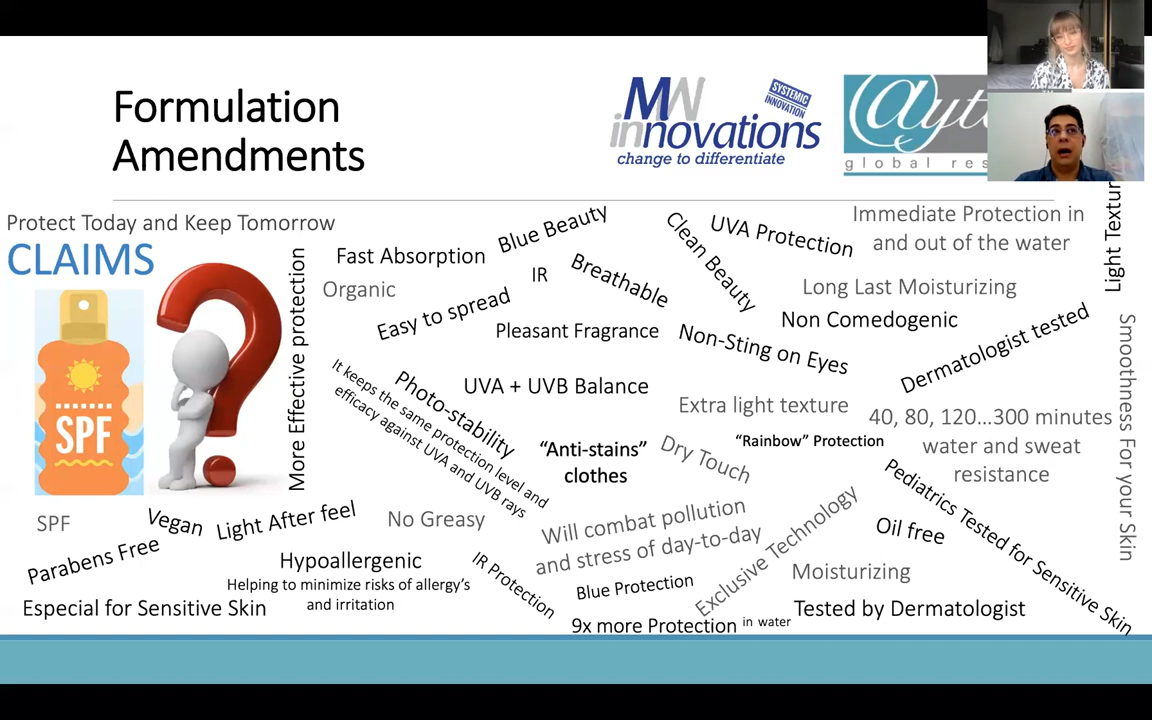 Formulation
Amendments
MW
innovations
change to differentiate
SYSTEMIC
INNOVATION
@yt
global res
Protect Today and Keep Tomorrow
CLAIMS
SPF
More Effective protection
Fast Absorption
Organic
Blue Beauty
IR
Breathable
Easy to spread
Pleasant Fragrance
Clean Beauty
UVA Protection
Immediate Protection in
and out of the water
Light Textur
Long Last Moisturizing
Non Comedogenic
Non-Sting on Eyes
Dermatologist tested
Smoothness For your Skin
It keeps the same protection level and
efficacy against UVA and UVB rays
Photo-stability
UVA + UVB Balance
Extra light texture
40, 80, 120...300 minutes
water and sweat
resistance
"Anti-stains"
clothes
Dry Touch
"Rainbow" Protection
Pediatrics Tested for Sensitive Skin
SPF
Vegan
Light After feel
No Greasy
Will combat pollution
and stress of day-to-day
Exclusive Technology
Oil free
Parabens Free
Hypoallergenic
Helping to minimize risks of allergy's
and irritation
IR Protection
Blue Protection
Moisturizing
Especial for Sensitive Skin
9x more Protection in water
Tested by Dermatologist